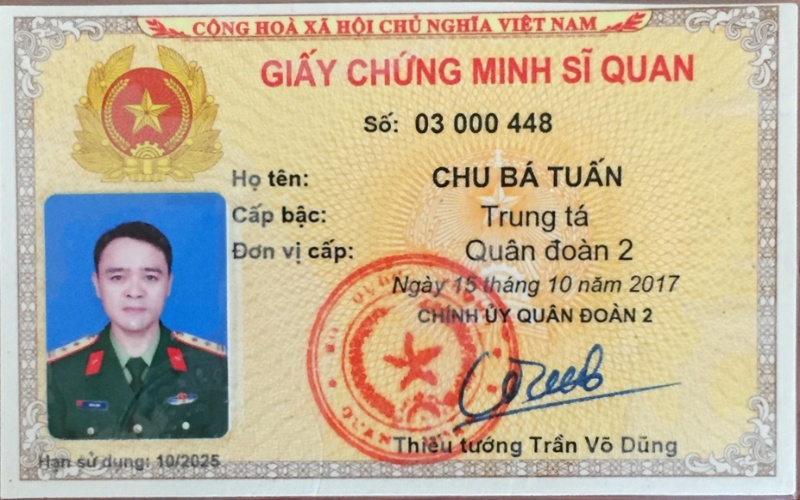 CỘNG HOÀ XÃ HỘI CHỦ NGHĨA VIỆT NAM
GIẤY CHỨNG MINH SĨ QUAN
Số: 03 000 448
Họ tên: CHU BÁ TUẤN
Cấp bậc: Trung tá
Đơn vị cấp: Quân đoàn 2
Ngày 15 tháng 10 năm 2017
CHÍNH ỦY QUÂN ĐOÀN 2
Thiếu tướng Trần Võ Dũng
Hạn sử dụng: 10/2025